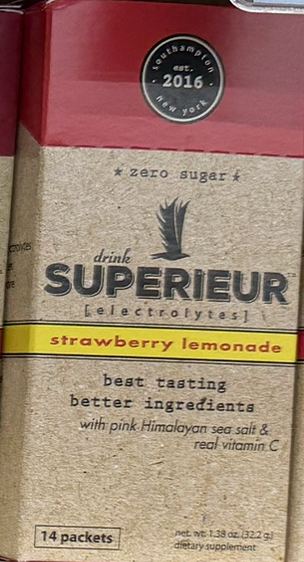 southampton
est.
2016
new york
zero sugar
drink
SUPERIEUR
[electrolytes]
strawberry lemonade
best tasting
better ingredients
with pink Himalayan sea salt &
real vitamin C
14 packets
net. wt. 1.38 oz. (32.2 g)
dietary supplement